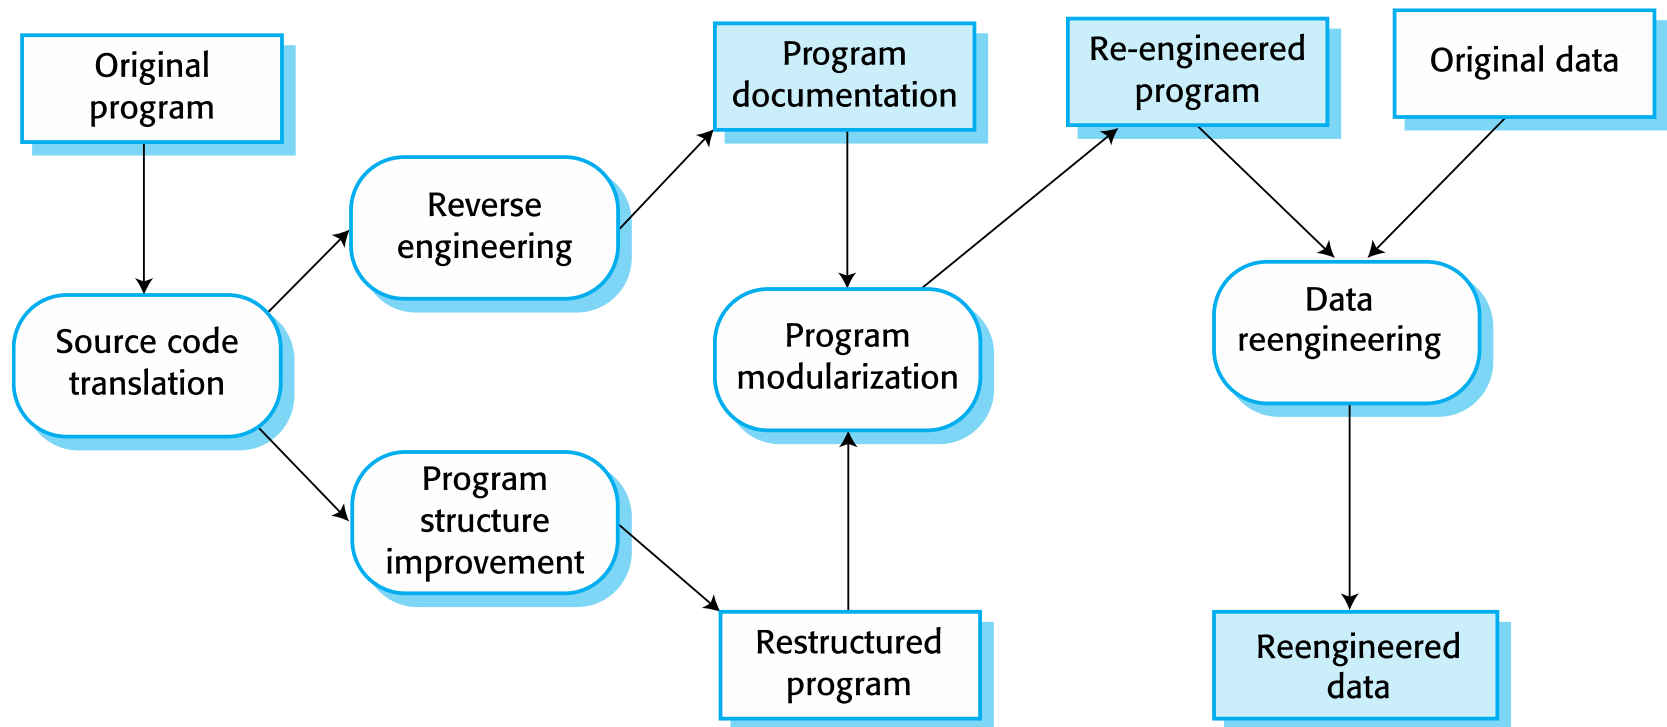 Original
program
Program
documentation
Re-engineered
program
Original data
Reverse
engineering
Source code
translation
Program
modularization
Data
reengineering
Program
structure
improvement
Restructured
program
Reengineered
data